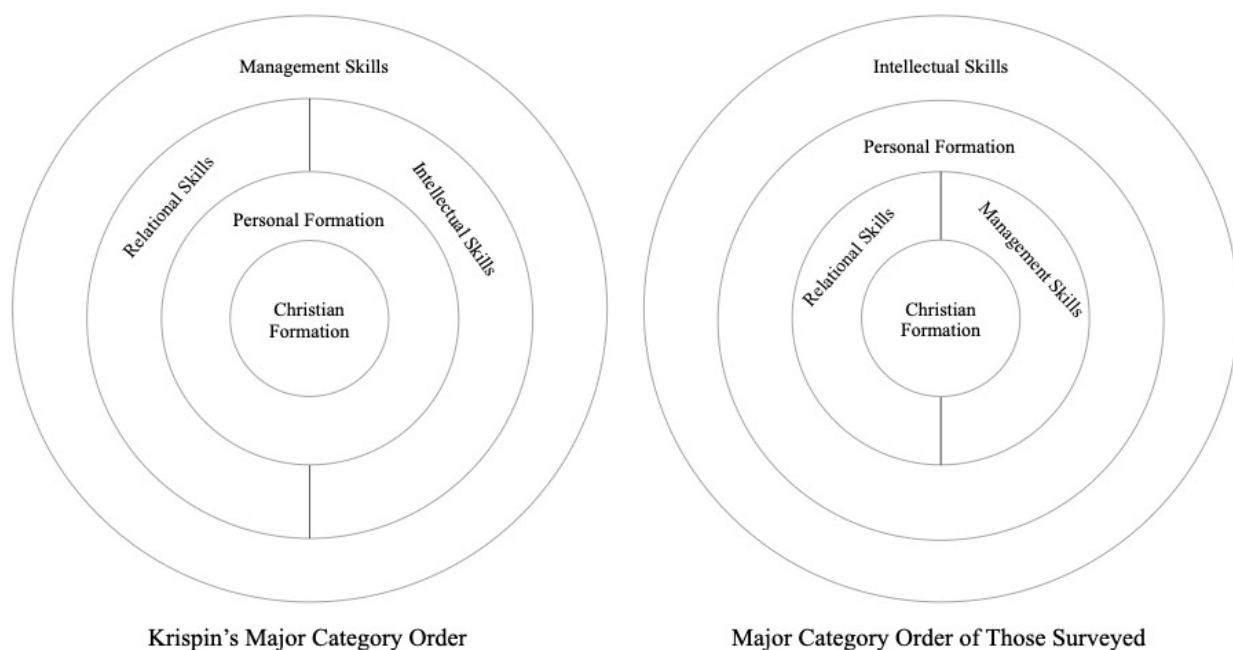 Management Skills
Relational Skills
Intellectual Skills
Personal Formation
Christian
Formation
Krispin's Major Category Order
Intellectual Skills
Personal Formation
Relational Skills
Management Skills
Christian
Formation
Major Category Order of Those Surveyed